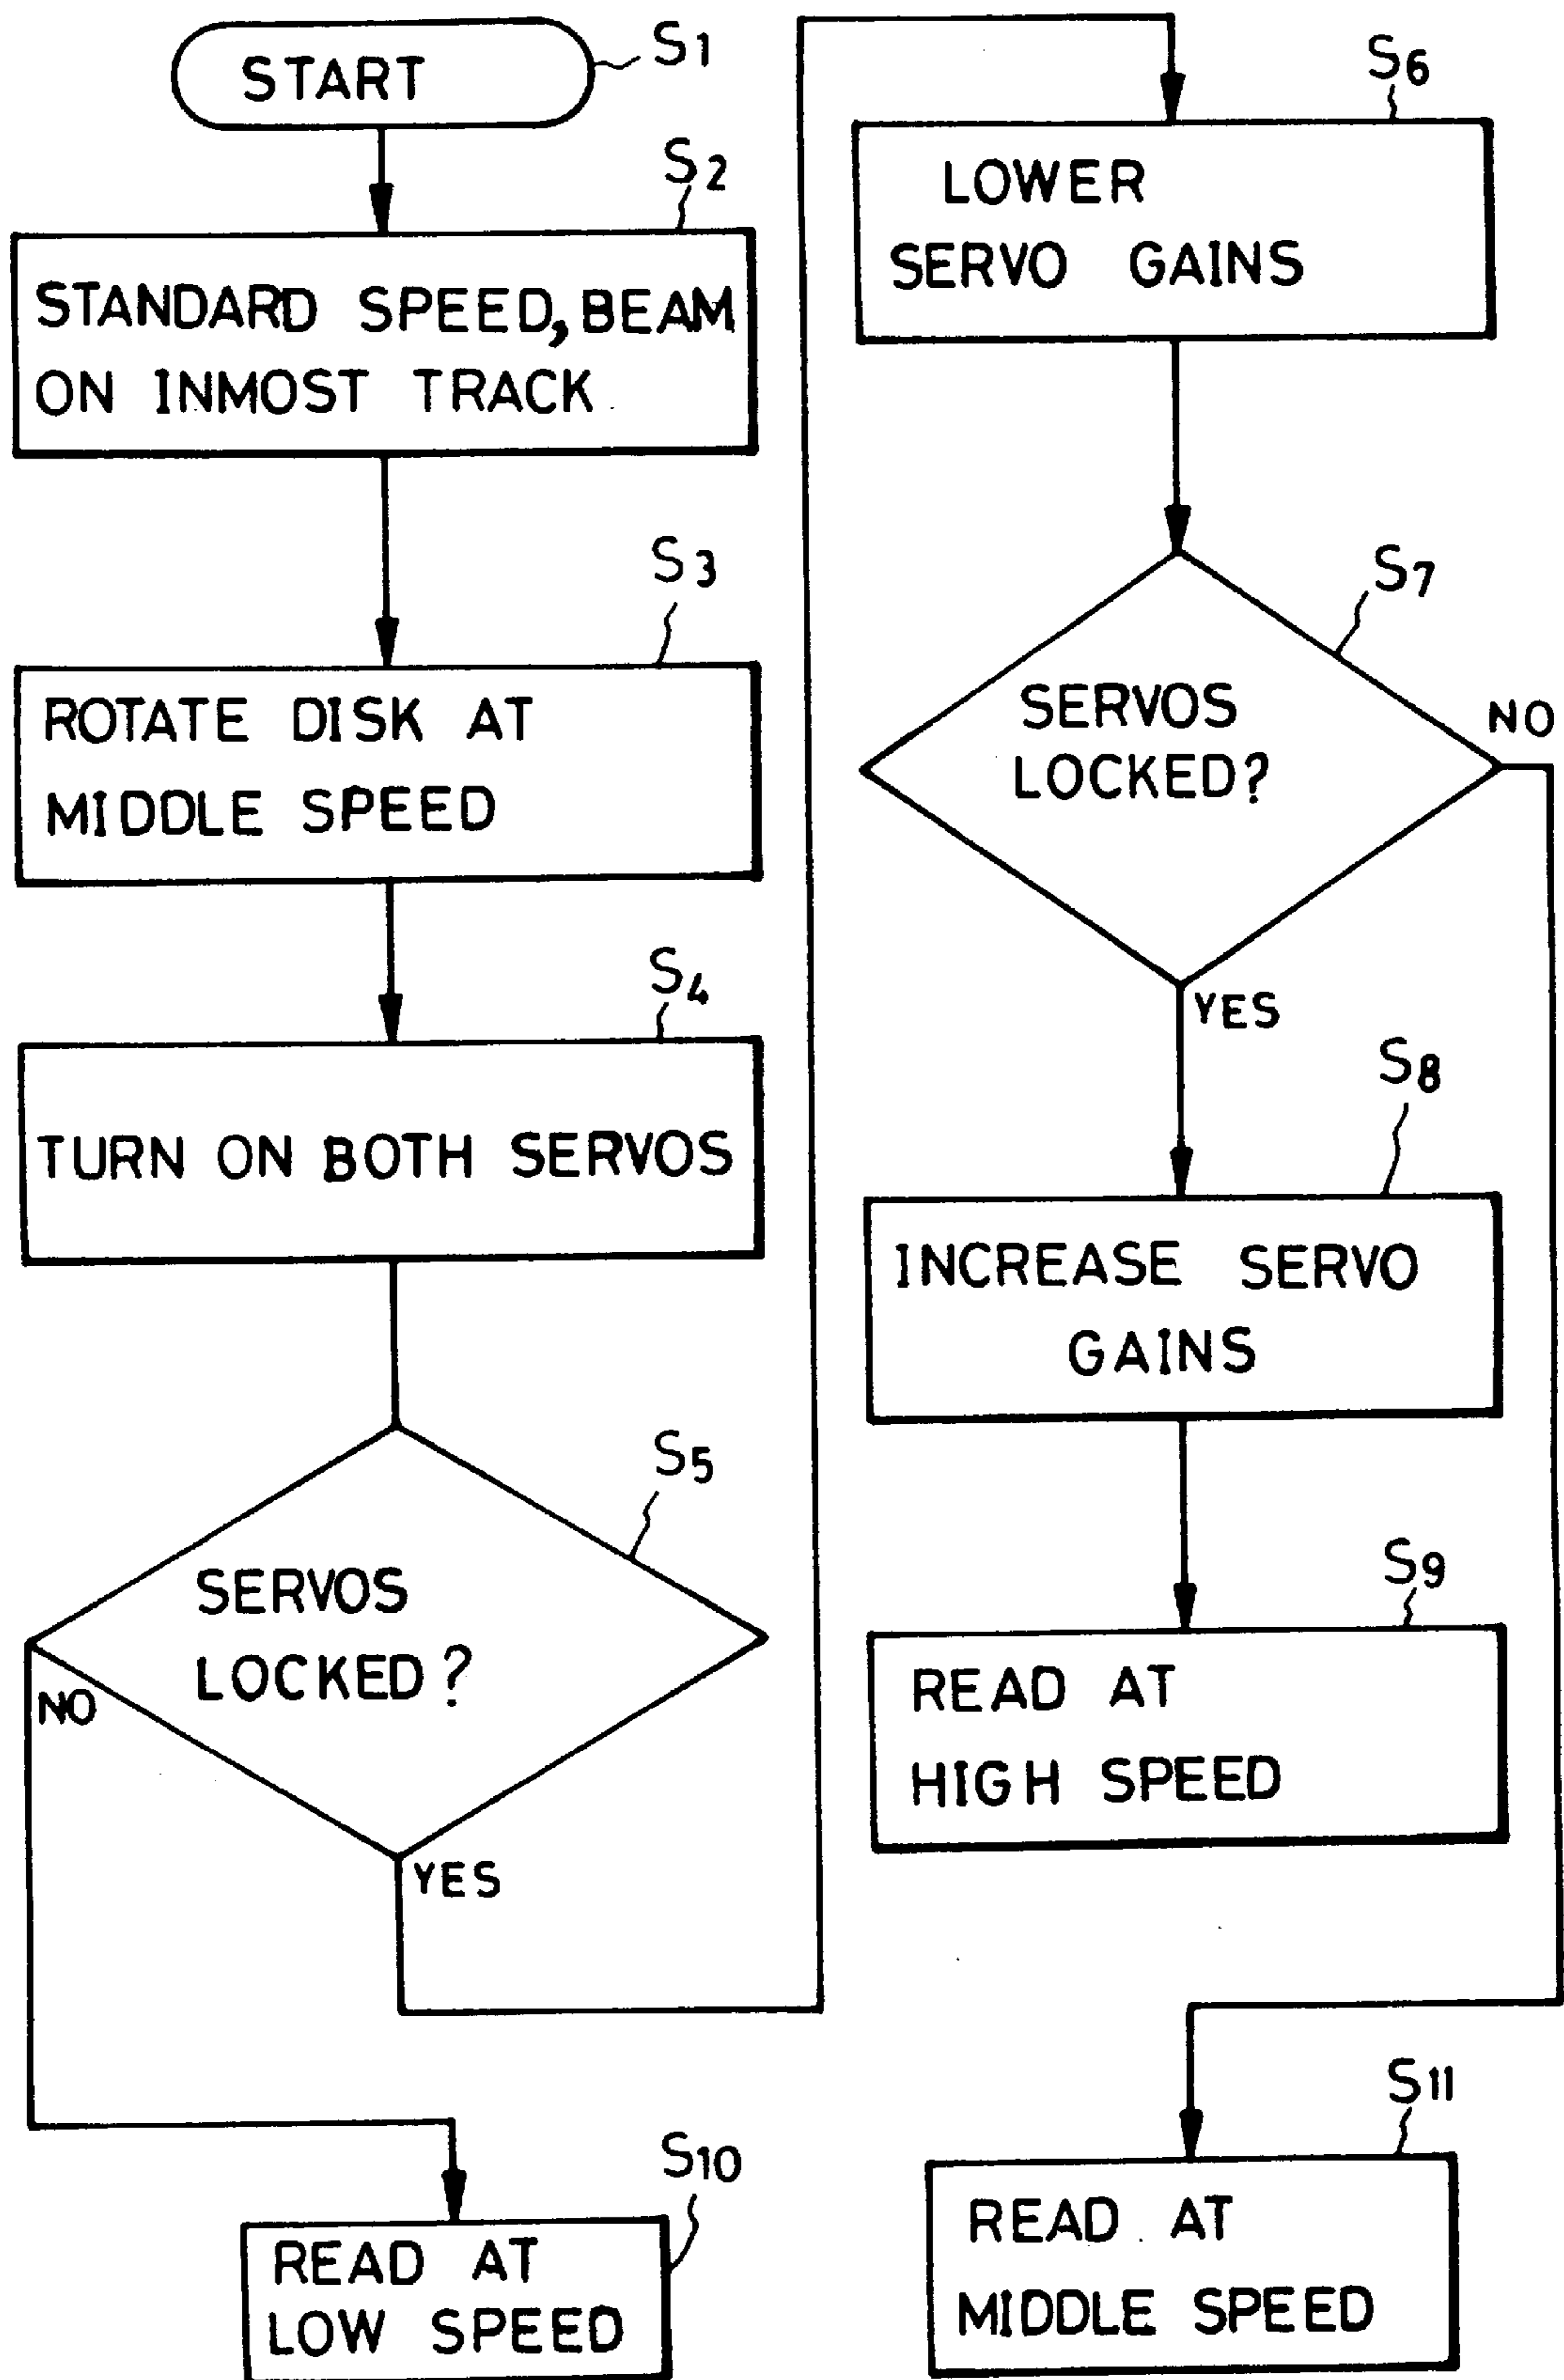 START
S1
S2
STANDARD SPEED, BEAM
ON INMOST TRACK
S3
ROTATE DISK AT
MIDDLE SPEED
S4
TURN ON BOTH SERVOS
S5
SERVOS
LOCKED?
NO
YES
S10
READ AT
LOW SPEED
S6
LOWER
SERVO GAINS
S7
SERVOS
LOCKED?
NO
YES
S8
INCREASE SERVO
GAINS
S9
READ AT
HIGH SPEED
S11
READ AT
MIDDLE SPEED